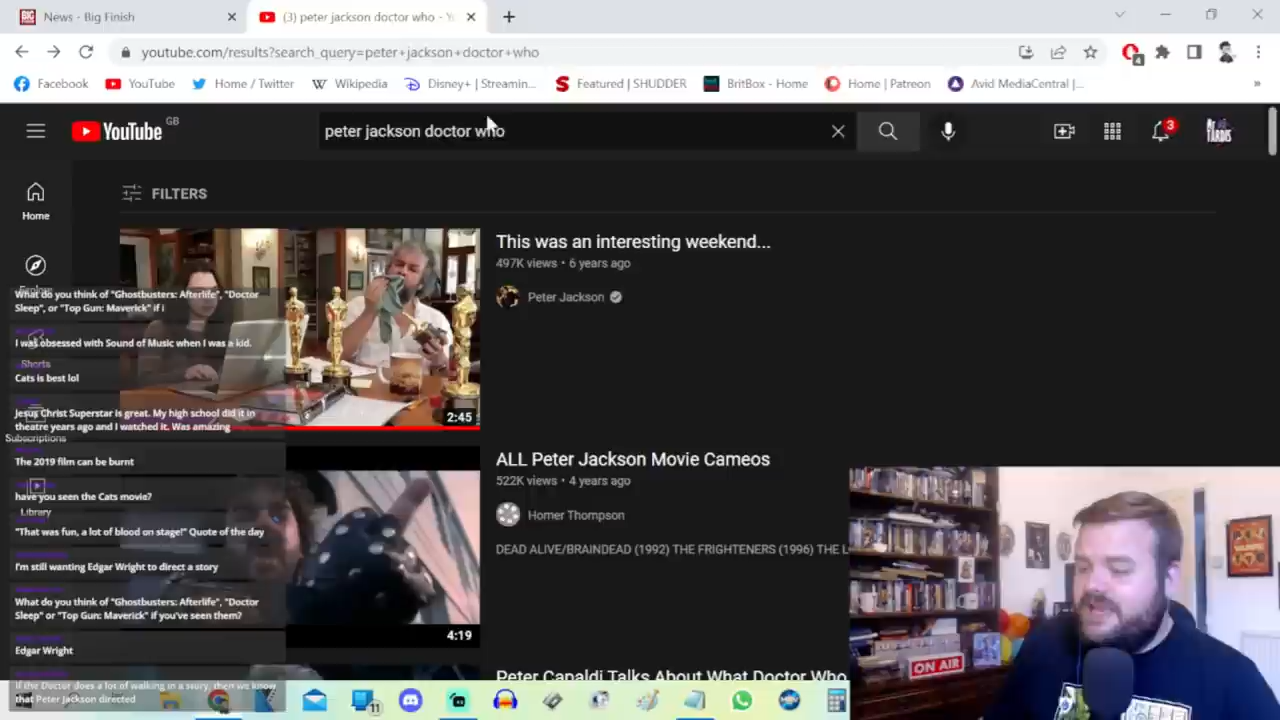 News - Big Finish
(3) peter jackson doctor who - Y
youtube.com/results?search_query=peter+jackson+doctor+who
4
Facebook
YouTube
Home / Twitter
Wikipedia
Disney+ | Streamin...
Featured | SHUDDER
BritBox - Home
Home | Patreon
Avid MediaCentral |...
»
YouTube GB
peter jackson doctor who
3
MY TARDIS
Home
FILTERS
This was an interesting weekend...
497K views • 6 years ago
Peter Jackson
2:45
Explore
What do you think of "Ghostbusters: Afterlife", "Doctor
Sleep", or "Top Gun: Maverick" if i
I was obsessed with Sound of Music when I was a kid.
Shorts
Cats is best lol
Jesus Christ Superstar is great. My high school did it in
theatre years ago and I watched it. Was amazing
Subscriptions
The 2019 film can be burnt
have you seen the Cats movie?
Library
"That was fun, a lot of blood on stage!" Quote of the day
I'm still wanting Edgar Wright to direct a story
What do you think of "Ghostbusters: Afterlife", "Doctor
Sleep" or "Top Gun: Maverick" if you've seen them?
Edgar Wright
If the Doctor does a lot of walking in a story, then we know
that Peter Jackson directed
ALL Peter Jackson Movie Cameos
522K views • 4 years ago
Homer Thompson
DEAD ALIVE/BRAINDEAD (1992) THE FRIGHTENERS (1996) THE L
4:19
Peter Capaldi Talks About What Doctor Who
ON AIR
11